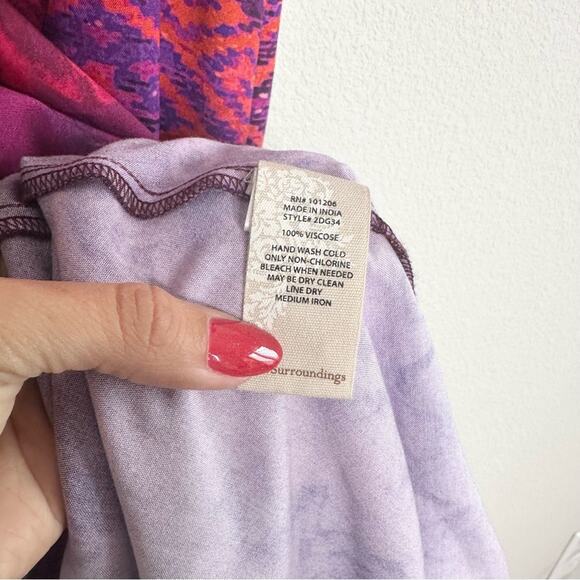 RN# 101206
MADE IN INDIA
STYLE# 2DG34
100% VISCOSE
HAND WASH COLD
ONLY NON-CHLORINE
BLEACH WHEN NEEDED
MAY BE DRY CLEAN
LINE DRY
MEDIUM IRON
Surroundings